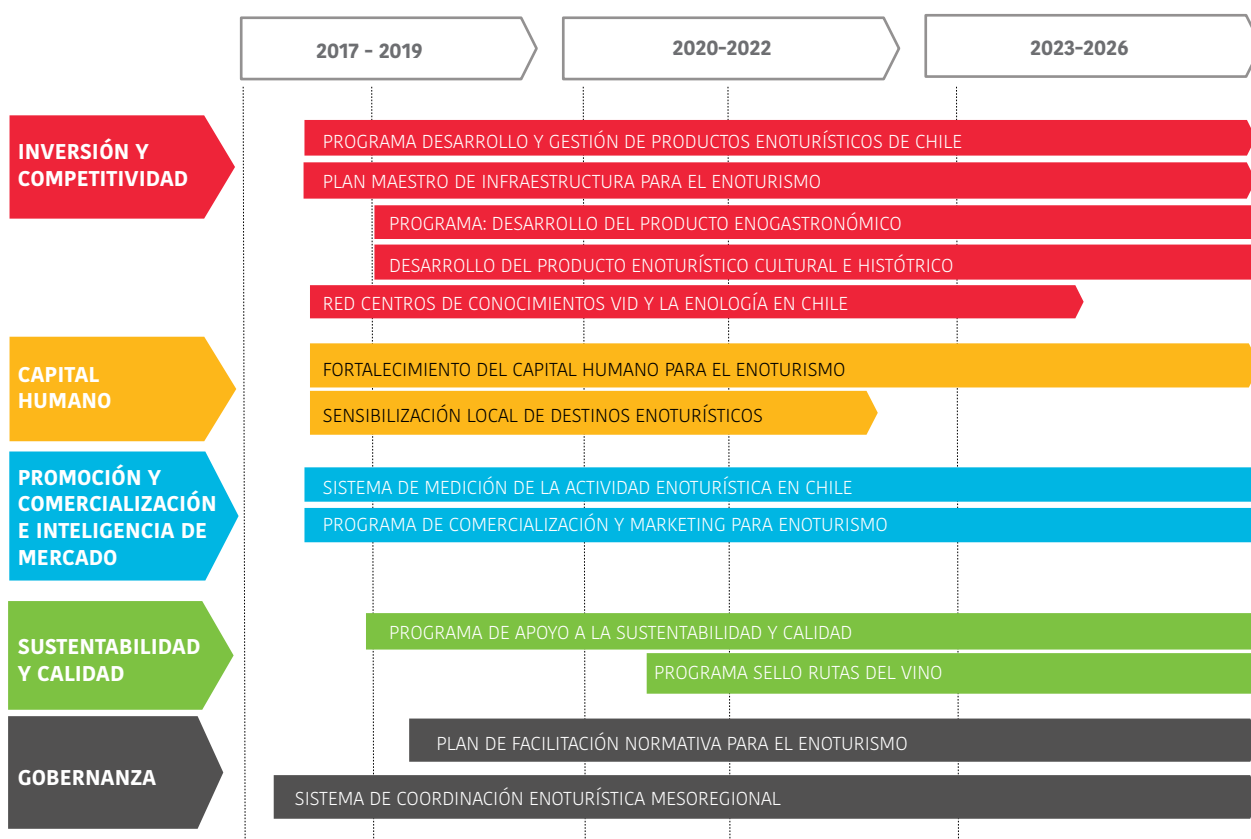 2017 - 2019
2020-2022
2023-2026
INVERSIÓN Y
COMPETITIVIDAD
PROGRAMA DESARROLLO Y GESTIÓN DE PRODUCTOS ENOTURÍSTICOS DE CHILE
PLAN MAESTRO DE INFRAESTRUCTURA PARA EL ENOTURISMO
PROGRAMA: DESARROLLO DEL PRODUCTO ENOGASTRONÓMICO
DESARROLLO DEL PRODUCTO ENOTURÍSTICO CULTURAL E HISTÓTRICO
RED CENTROS DE CONOCIMIENTOS VID Y LA ENOLOGÍA EN CHILE
CAPITAL
HUMANO
FORTALECIMIENTO DEL CAPITAL HUMANO PARA EL ENOTURISMO
SENSIBILIZACIÓN LOCAL DE DESTINOS ENOTURÍSTICOS
PROMOCIÓN Y
COMERCIALIZACIÓN
E INTELIGENCIA DE
MERCADO
SISTEMA DE MEDICIÓN DE LA ACTIVIDAD ENOTURÍSTICA EN CHILE
PROGRAMA DE COMERCIALIZACIÓN Y MARKETING PARA ENOTURISMO
SUSTENTABILIDAD
Y CALIDAD
PROGRAMA DE APOYO A LA SUSTENTABILIDAD Y CALIDAD
PROGRAMA SELLO RUTAS DEL VINO
GOBERNANZA
PLAN DE FACILITACIÓN NORMATIVA PARA EL ENOTURISMO
SISTEMA DE COORDINACIÓN ENOTURÍSTICA MESOREGIONAL